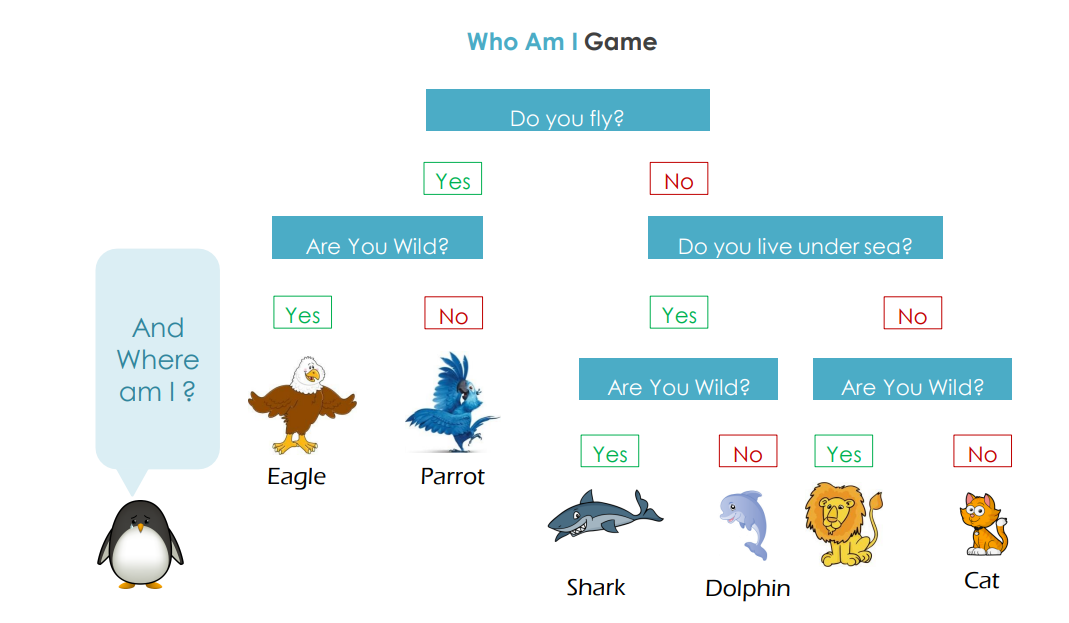 Who Am I Game
Do you fly?
Yes
No
Are You Wild?
Do you live under sea?
Yes
No
Yes
No
And
Where
am I ?
Are You Wild?
Are You Wild?
Yes
No
Yes
No
Eagle
Parrot
Shark
Dolphin
Cat